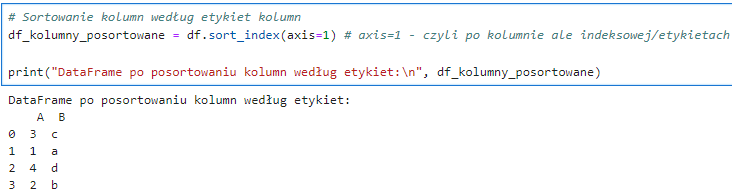 # Sortowanie kolumn według etykiet kolumn
df_kolumny_posortowane = df.sort_index(axis=1) # axis=1 - czyli po kolumnie ale indeksowej/etykietach
print("DataFrame po posortowaniu kolumn według etykiet:\n", df_kolumny_posortowane)
DataFrame po posortowaniu kolumn według etykiet:
A B
0 3 c
1 1 a
2 4 d
3 2 b